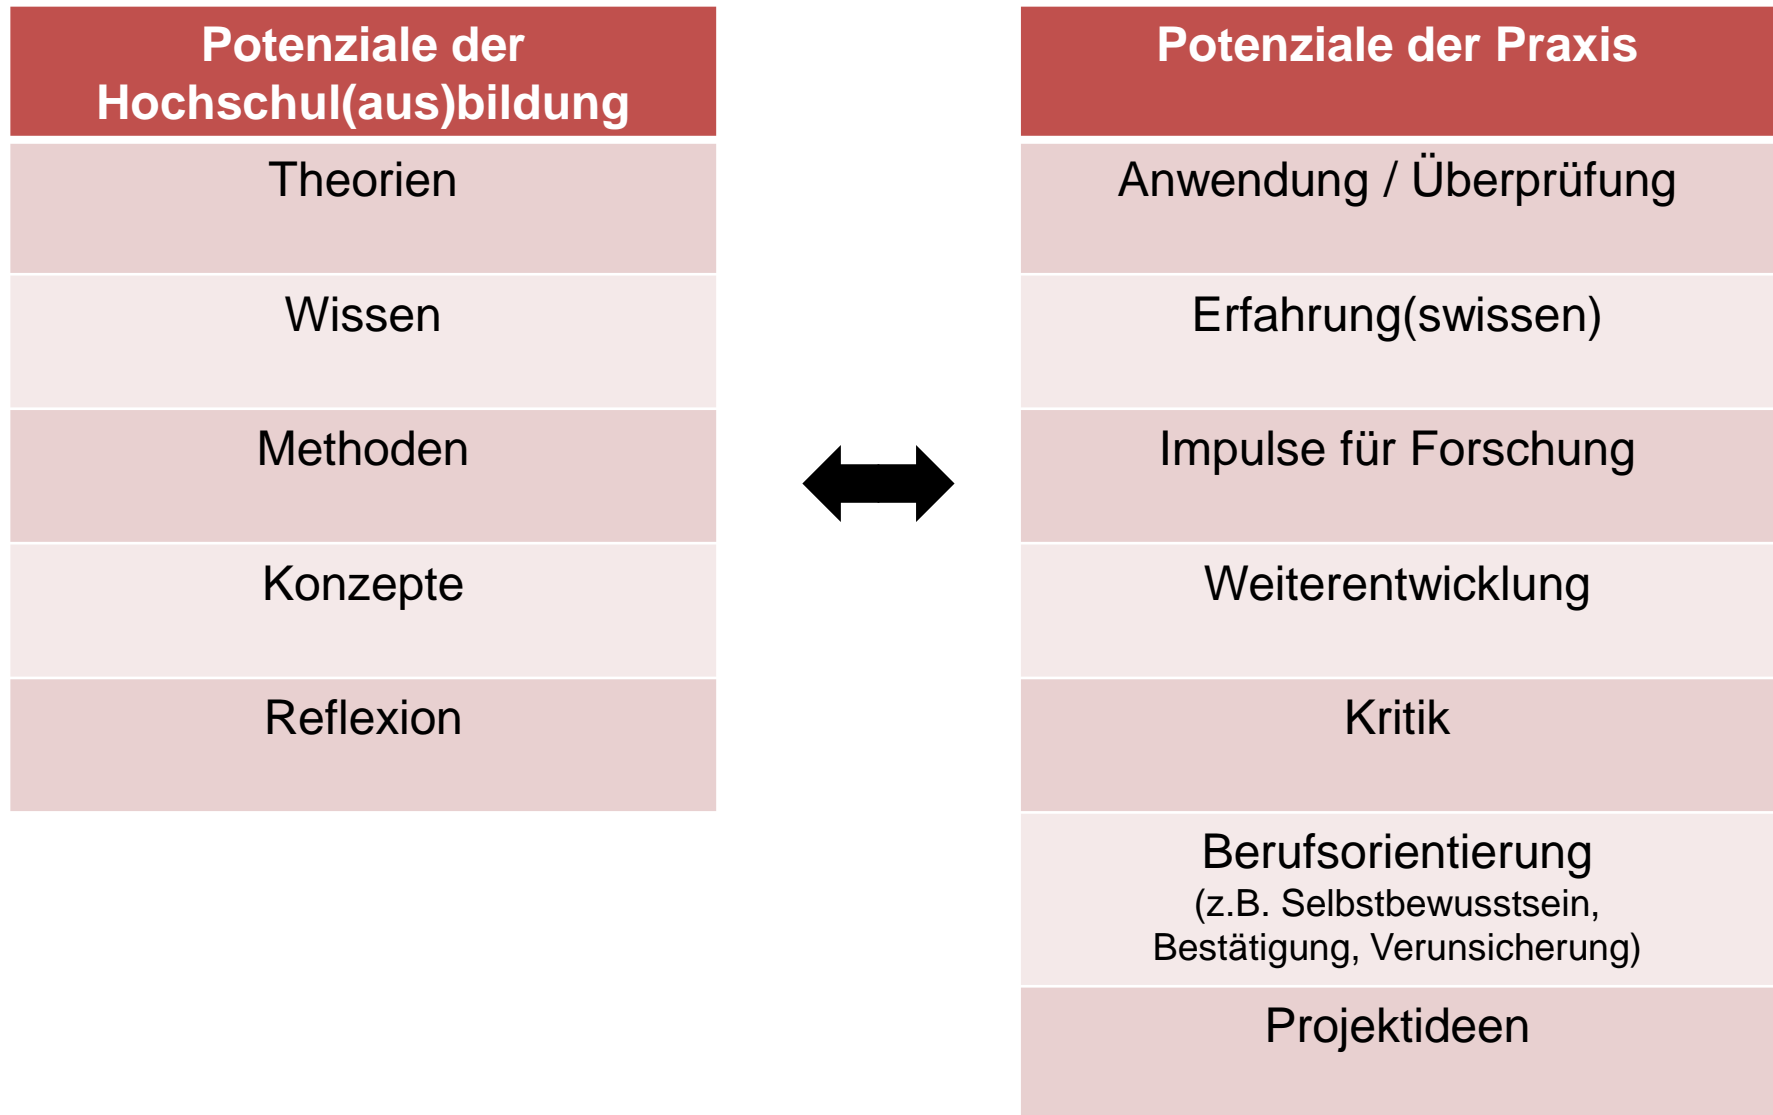 Potenziale der
Hochschul(aus)bildung
Theorien
Wissen
Methoden
Konzepte
Reflexion
Potenziale der Praxis
Anwendung / Überprüfung
Erfahrung(swissen)
Impulse für Forschung
Weiterentwicklung
Kritik
Berufsorientierung
(z.B. Selbstbewusstsein,
Bestätigung, Verunsicherung)
Projektideen